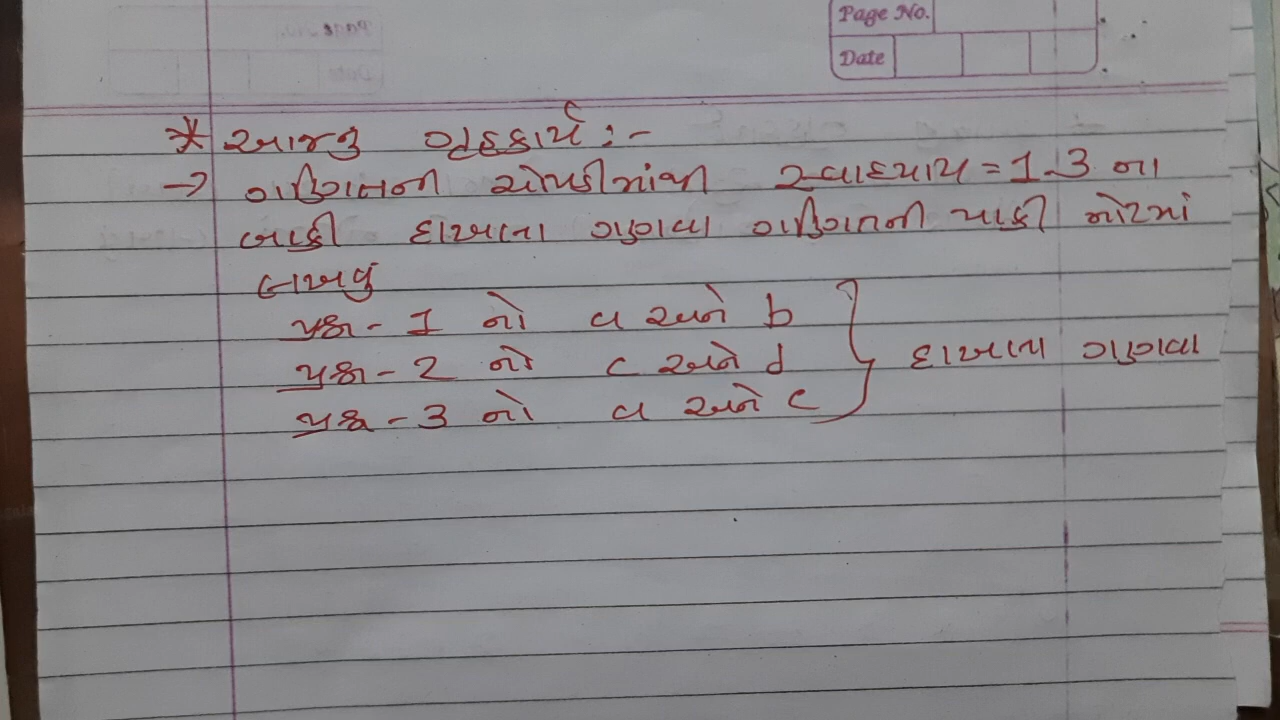 Page No.
Date
* આજનું ગૃહકાર્ય :-
→ ગણિતની ચોપડીમાંથી સ્વાધ્યાય = 1.3 ના
બાકી દાખલા ગણવા ગણિતની પાકી નોટમાં
લખવું
પ્રશ્ન - 1 નો a અને b
પ્રશ્ન - 2 નો c અને d
પ્રશ્ન - 3 નો a અને c
} દાખલા ગણવા